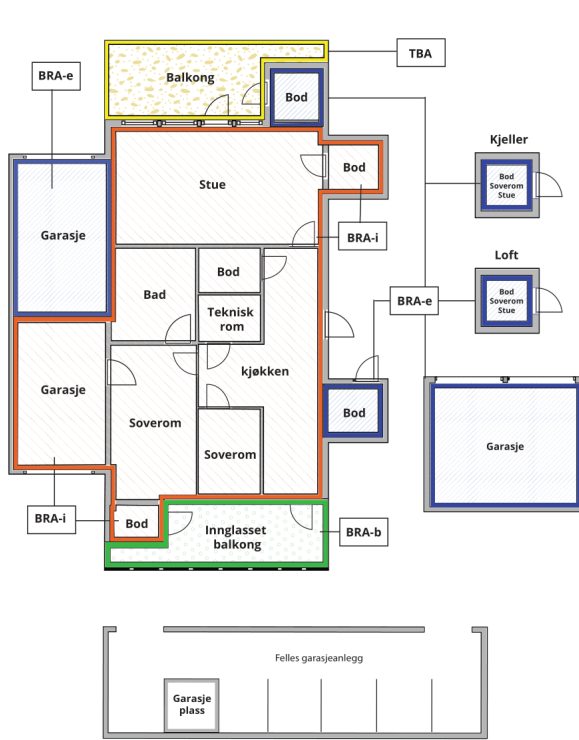 TBA
BRA-e
Balkong
Bod
Kjeller
Stue
Bod
Bod
Soverom
Stue
Garasje
BRA-i
Loft
Bod
Bad
Teknisk
rom
BRA-e
Bod
Soverom
Stue
kjøkken
Garasje
Bod
Soverom
Garasje
Soverom
BRA-i
Bod
Innglasset
balkong
BRA-b
Felles garasjeanlegg
Garasje
plass